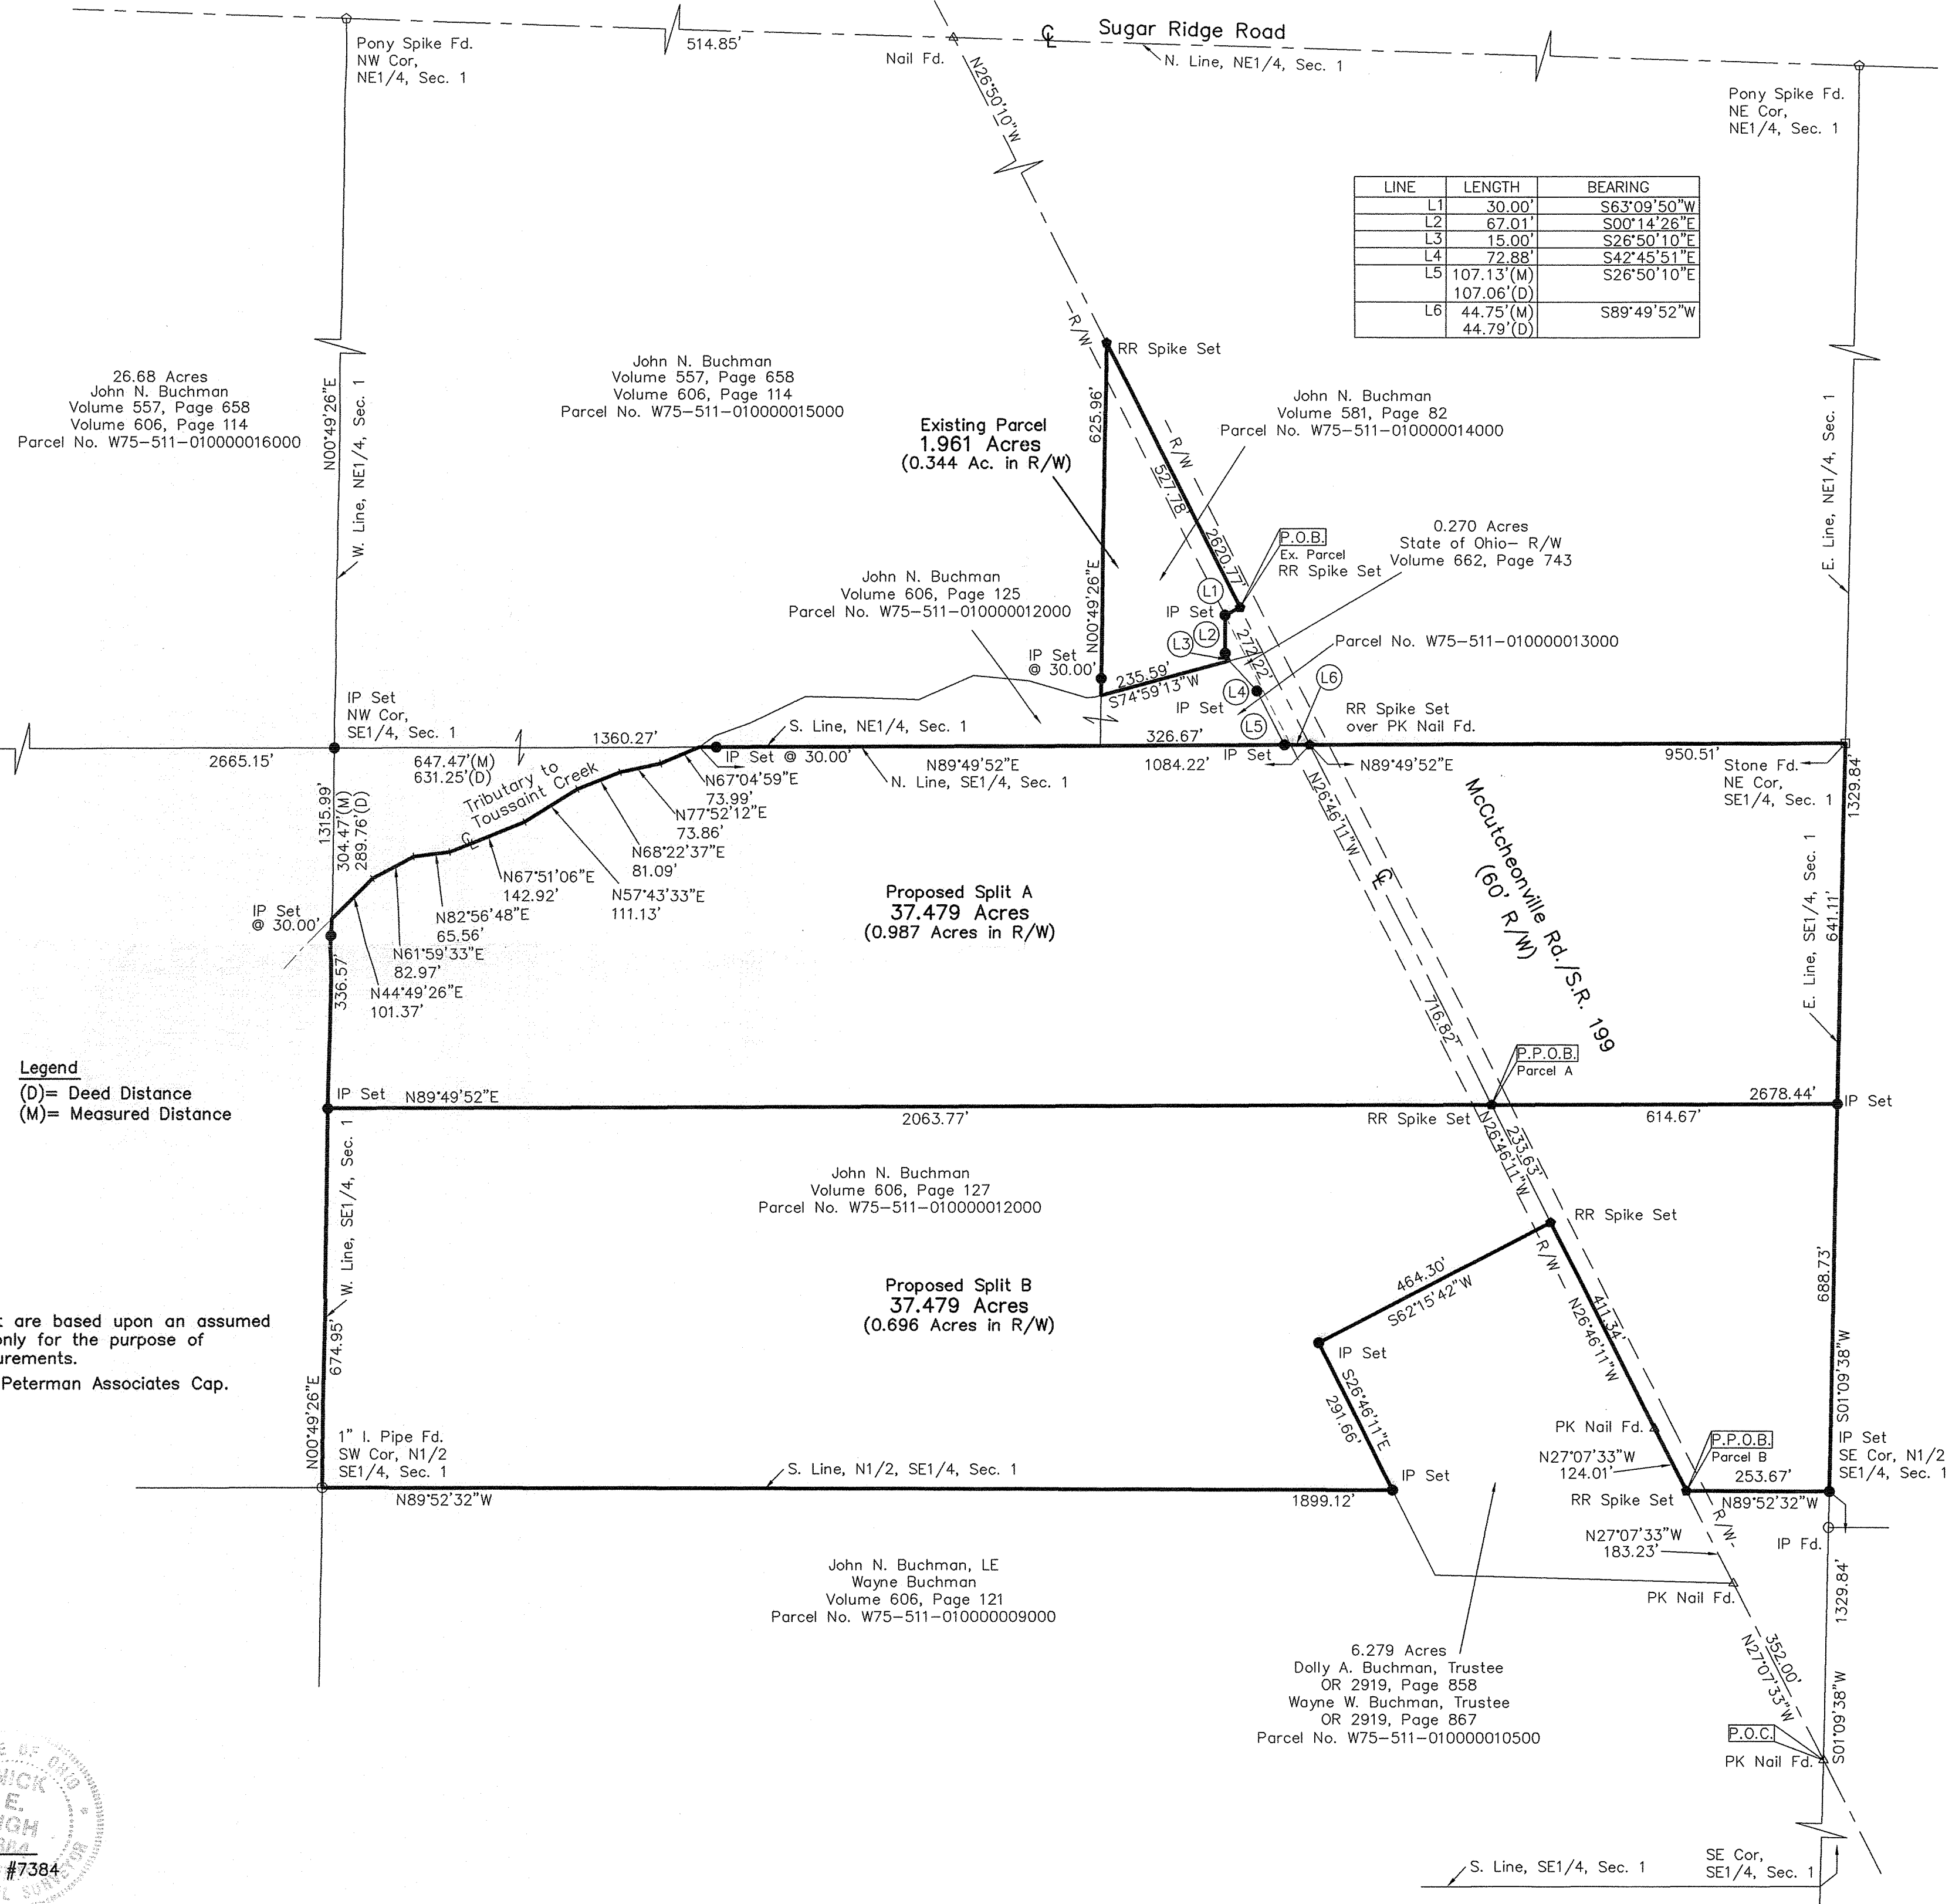 Sugar Ridge Road
Pony Spike Fd.
NW Cor,
NE1/4, Sec. 1
514.85'
Nail Fd.
N. Line, NE1/4, Sec. 1
Pony Spike Fd.
NE Cor,
NE1/4, Sec. 1
N26°50'10"W
LINE LENGTH BEARING
L1 30.00' S63°09'50"W
L2 67.01' S00°14'26"E
L3 15.00' S26°50'10"E
L4 72.88' S42°45'51"E
L5 107.13'(M) S26°50'10"E
107.06'(D)
L6 44.75'(M) S89°49'52"W
44.79'(D)
26.68 Acres
John N. Buchman
Volume 557, Page 658
Volume 606, Page 114
Parcel No. W75-511-010000016000
N00°49'26"E
W. Line, NE1/4, Sec. 1
John N. Buchman
Volume 557, Page 658
Volume 606, Page 114
Parcel No. W75-511-010000015000
R/W
RR Spike Set
625.96'
N00°49'26"E
Existing Parcel
1.961 Acres
(0.344 Ac. in R/W)
John N. Buchman
Volume 581, Page 82
Parcel No. W75-511-010000014000
R/W
527.78'
2620.77'
E. Line, NE1/4, Sec. 1
P.O.B.
Ex. Parcel
RR Spike Set
0.270 Acres
State of Ohio- R/W
Volume 662, Page 743
John N. Buchman
Volume 606, Page 125
Parcel No. W75-511-010000012000
L1
IP Set
L2
L3
272.22'
Parcel No. W75-511-010000013000
IP Set
@ 30.00'
235.59'
S74°59'13"W
L4
IP Set
L5
L6
RR Spike Set
over PK Nail Fd.
IP Set
NW Cor,
SE1/4, Sec. 1
S. Line, NE1/4, Sec. 1
2665.15'
647.47'(M)
631.25'(D)
1360.27'
IP Set @ 30.00'
N. Line, SE1/4, Sec. 1
N89°49'52"E
326.67'
1084.22'
IP Set
N89°49'52"E
950.51'
Stone Fd.
NE Cor,
SE1/4, Sec. 1
1329.84'
1315.99'
304.47'(M)
289.76'(D)
Tributary to
Toussaint Creek
N67°04'59"E
73.99'
N77°52'12"E
73.86'
N68°22'37"E
81.09'
N57°43'33"E
111.13'
N67°51'06"E
142.92'
N82°56'48"E
65.56'
N61°59'33"E
82.97'
N44°49'26"E
101.37'
IP Set
@ 30.00'
336.57'
Proposed Split A
37.479 Acres
(0.987 Acres in R/W)
N26°46'11"W
McCutcheonville Rd./S.R. 199
(60' R/W)
716.82'
641.11'
E. Line, SE1/4, Sec. 1
P.P.O.B.
Parcel A
Legend
(D)= Deed Distance
(M)= Measured Distance
IP Set
N89°49'52"E
2063.77'
RR Spike Set
2678.44'
614.67'
IP Set
W. Line, SE1/4, Sec. 1
N26°46'11"W
233.63'
John N. Buchman
Volume 606, Page 127
Parcel No. W75-511-010000012000
RR Spike Set
R/W
464.30'
S62°15'42"W
411.34'
N26°46'11"W
688.73'
S01°09'38"W
Proposed Split B
37.479 Acres
(0.696 Acres in R/W)
t are based upon an assumed
only for the purpose of
urements.
Peterman Associates Cap.
674.95'
N00°49'26"E
IP Set
S26°46'11"E
291.66'
PK Nail Fd.
P.P.O.B.
Parcel B
N27°07'33"W
124.01'
253.67'
RR Spike Set
N89°52'32"W
IP Set
SE Cor, N1/2
SE1/4, Sec. 1
1" I. Pipe Fd.
SW Cor, N1/2
SE1/4, Sec. 1
S. Line, N1/2, SE1/4, Sec. 1
N89°52'32"W
1899.12'
IP Set
R/W
N27°07'33"W
183.23'
IP Fd.
PK Nail Fd.
1329.84'
S01°09'38"W
John N. Buchman, LE
Wayne Buchman
Volume 606, Page 121
Parcel No. W75-511-010000009000
6.279 Acres
Dolly A. Buchman, Trustee
OR 2919, Page 858
Wayne W. Buchman, Trustee
OR 2919, Page 867
Parcel No. W75-511-010000010500
352.00'
N27°07'33"W
P.O.C.
PK Nail Fd.
S. Line, SE1/4, Sec. 1
SE Cor,
SE1/4, Sec. 1
OF OHIO
E.
#7384
SURVEYOR